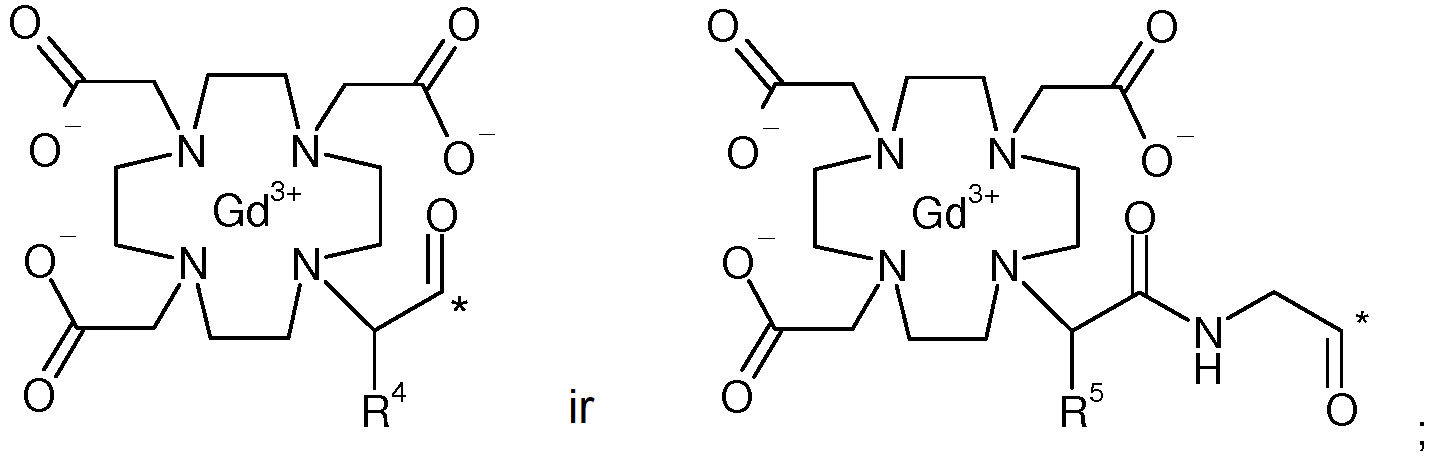 O O
O⁻ N N O⁻
Gd³⁺
O
O⁻ N N *
O R⁴
ir
O O
O⁻ N N O⁻
Gd³⁺ O
O⁻ N N *
N
H
O R⁵ O
;